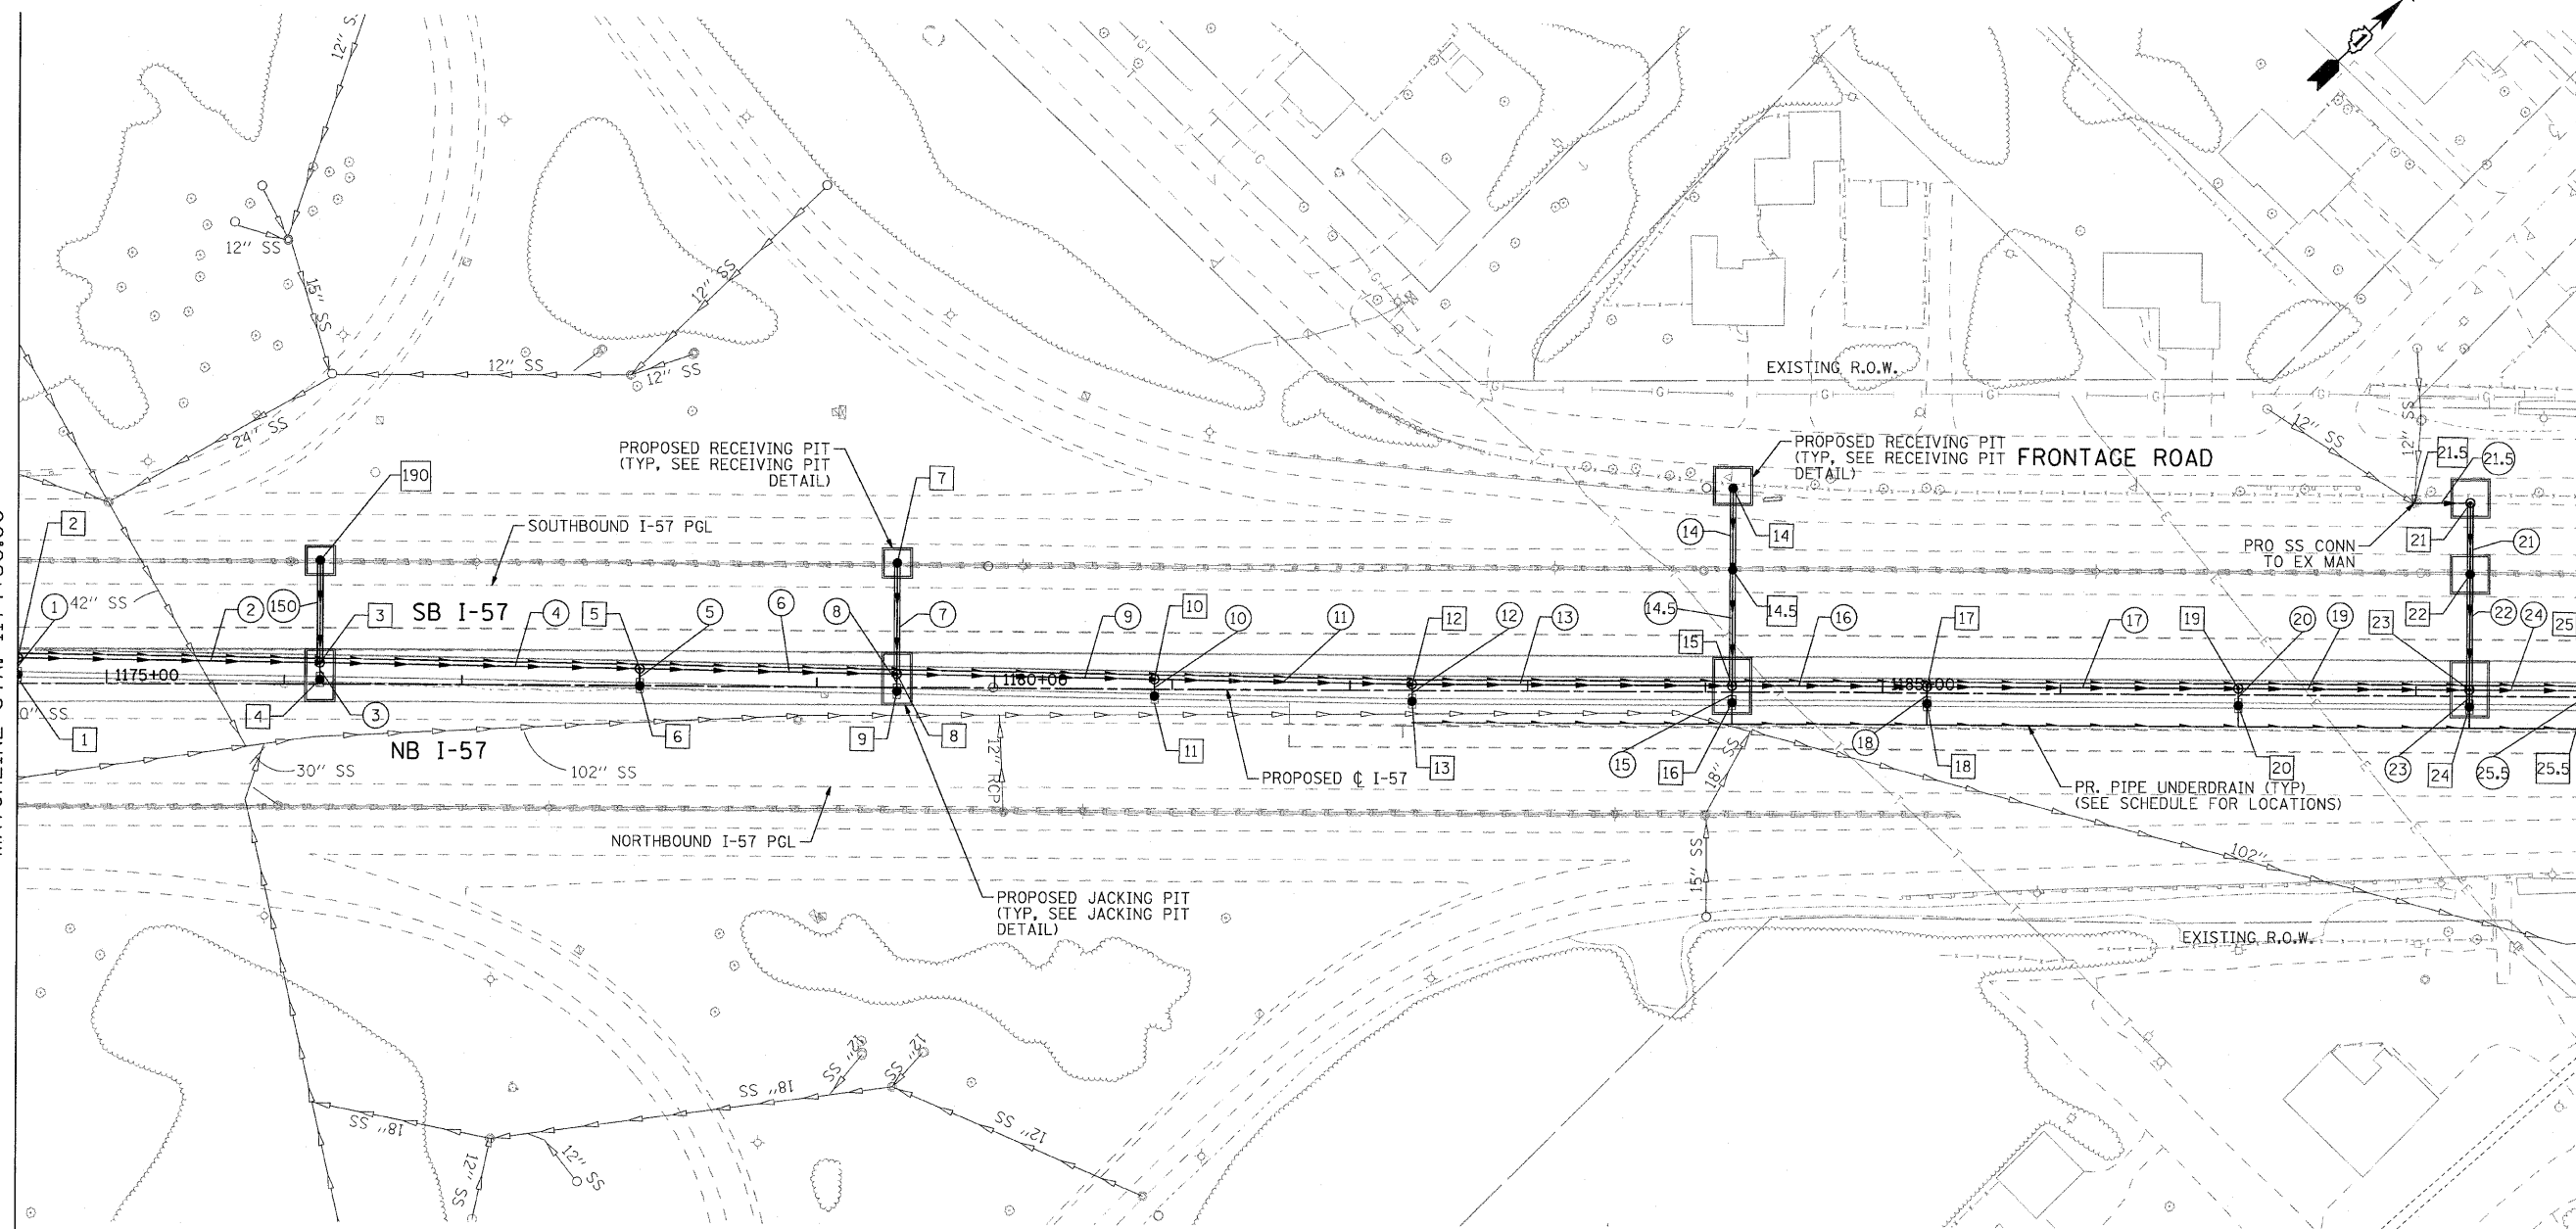 12" S
12" SS
15" SS
12" SS
12" SS
12" SS
24" SS
42" SS
190
PROPOSED RECEIVING PIT
(TYP, SEE RECEIVING PIT
DETAIL)
7
EXISTING R.O.W.
G
G
G
G
G
G
PROPOSED RECEIVING PIT
(TYP, SEE RECEIVING PIT
DETAIL)
FRONTAGE ROAD
12" SS
12" SS
21.5
21.5
2
SOUTHBOUND I-57 PGL
14
14
PRO SS CONN
TO EX MAN
21
21
1
2
150
3
SB I-57
4
5
5
6
8
7
9
10
10
11
12
12
13
14.5
14.5
15
16
17
17
19
20
19
23
22
22
24
25
1175+00
1180+00
1185+00
0" SS
1
4
3
NB I-57
30" SS
102" SS
6
9
8
12" RCP
11
PROPOSED ℄ I-57
13
15
16
18" SS
18
18
20
23
24
25.5
25.5
PR. PIPE UNDERDRAIN (TYP)
(SEE SCHEDULE FOR LOCATIONS)
NORTHBOUND I-57 PGL
15" SS
102"
PROPOSED JACKING PIT
(TYP, SEE JACKING PIT
DETAIL)
EXISTING R.O.W.
18" SS
18" SS
12" SS
12" SS
12" SS
12" SS
12" SS